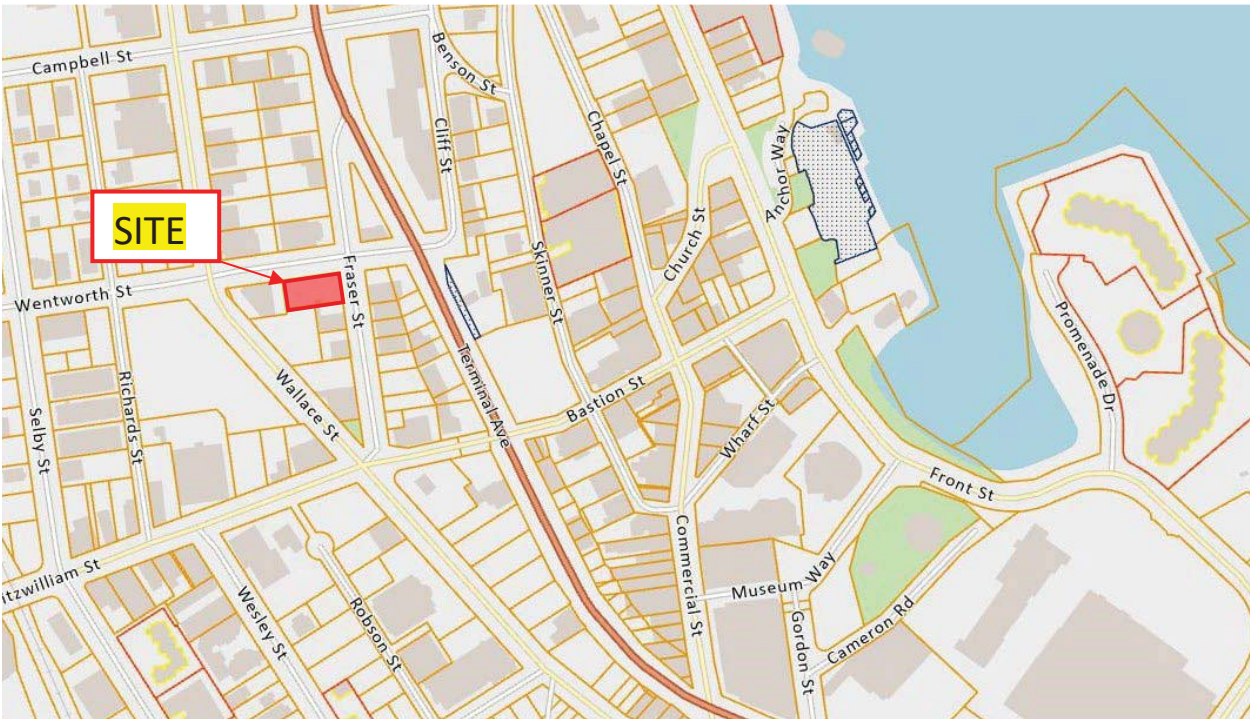 Campbell St
Benson St
Cliff St
Chapel St
Anchor Way
SITE
Church St
Wentworth St
Fraser St
Skinner St
Promenade Dr
Terminal Ave
Richards St
Wallace St
Bastion St
Selby St
Wharf St
Front St
itzwilliam St
Commercial St
Museum Way
Wesley St
Robson St
Gordon St
Cameron Rd